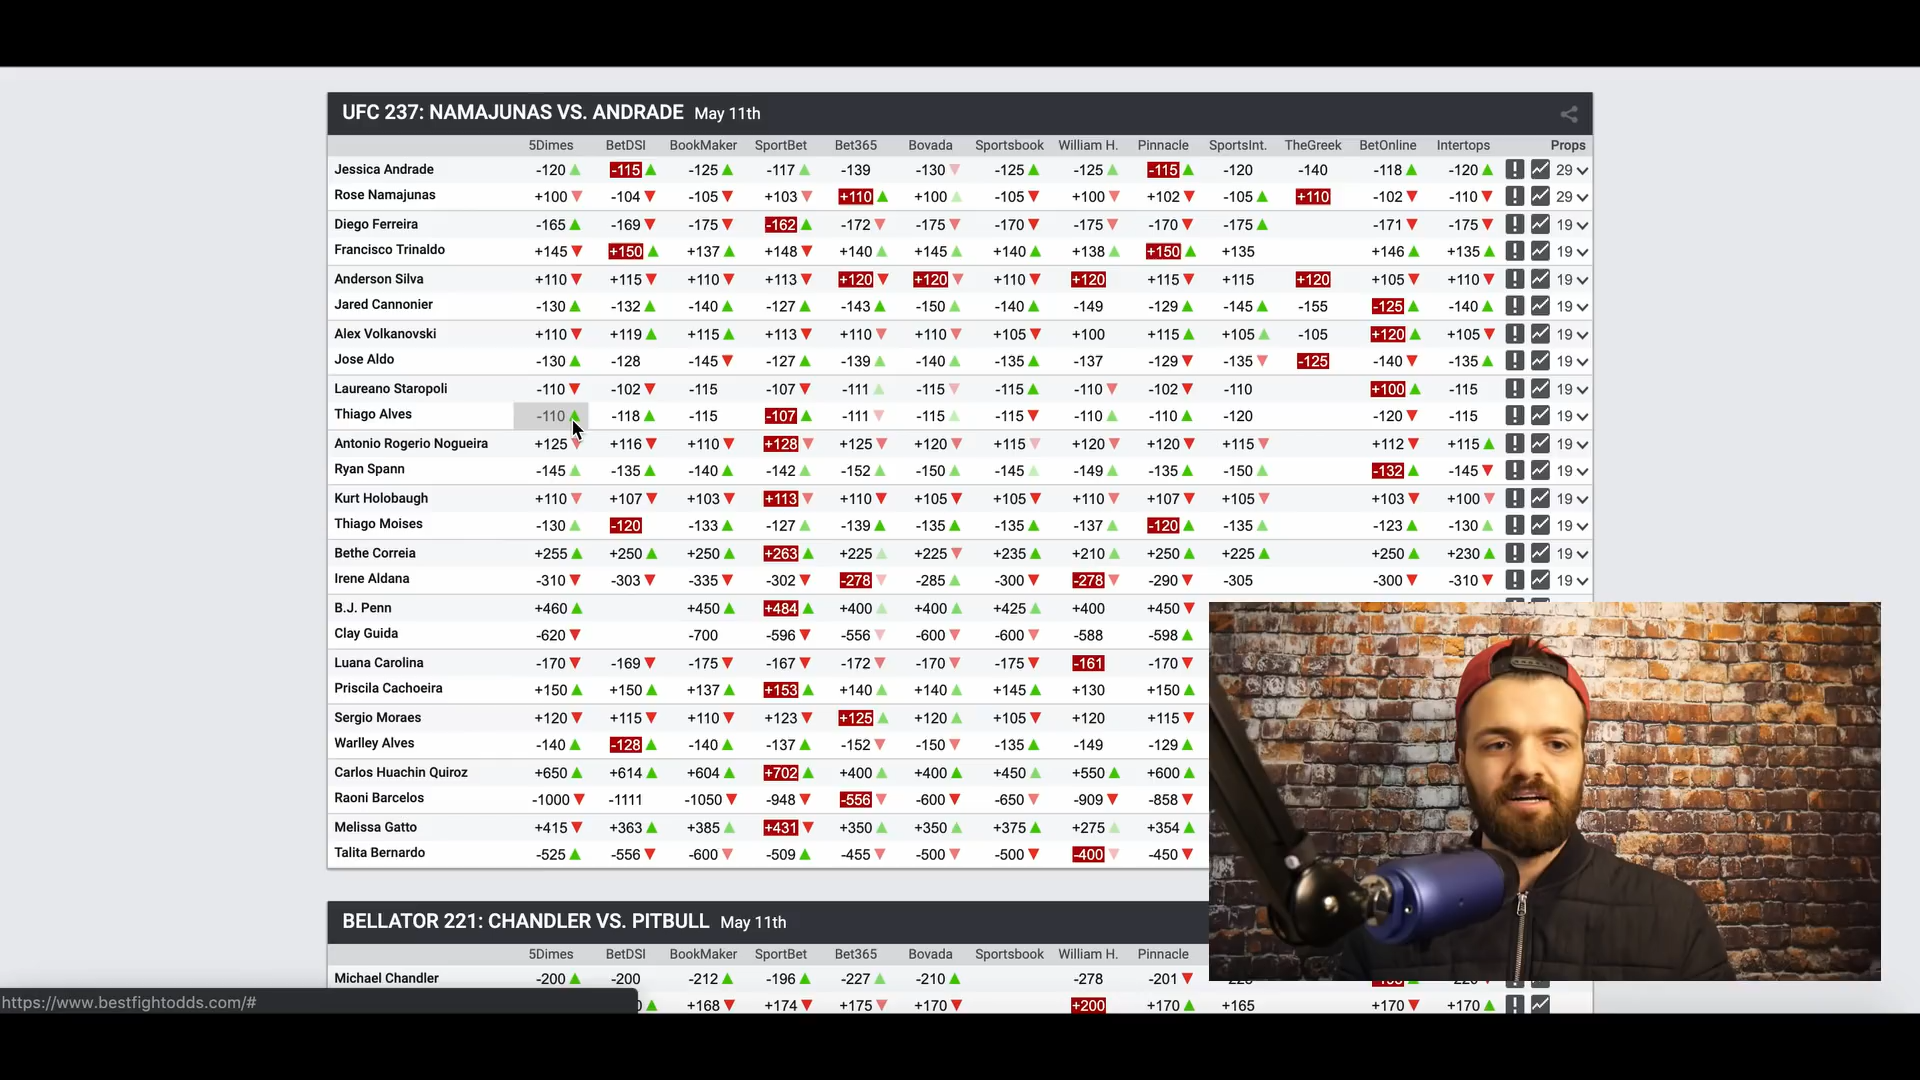 UFC 237: NAMAJUNAS VS. ANDRADE May 11th
5Dimes BetDSI BookMaker SportBet Bet365 Bovada Sportsbook William H. Pinnacle SportsInt. TheGreek BetOnline Intertops Props
Jessica Andrade -120 -115 -125 -117 -139 -130 -125 -125 -115 -120 -140 -118 -120 29
Rose Namajunas +100 -104 -105 +103 +110 +100 -105 +100 +102 -105 +110 -102 -110 29
Diego Ferreira -165 -169 -175 -162 -172 -175 -170 -175 -170 -175 -171 -175 19
Francisco Trinaldo +145 +150 +137 +148 +140 +145 +140 +138 +150 +135 +146 +135 19
Anderson Silva +110 +115 +110 +113 +120 +120 +110 +120 +115 +115 +120 +105 +110 19
Jared Cannonier -130 -132 -140 -127 -143 -150 -140 -149 -129 -145 -155 -125 -140 19
Alex Volkanovski +110 +119 +115 +113 +110 +110 +105 +100 +115 +105 -105 +120 +105 19
Jose Aldo -130 -128 -145 -127 -139 -140 -135 -137 -129 -135 -125 -140 -135 19
Laureano Staropoli -110 -102 -115 -107 -111 -115 -115 -110 -102 -110 +100 -115 19
Thiago Alves -110 -118 -115 -107 -111 -115 -115 -110 -110 -120 -120 -115 19
Antonio Rogerio Nogueira +125 +116 +110 +128 +125 +120 +115 +120 +120 +115 +112 +115 19
Ryan Spann -145 -135 -140 -142 -152 -150 -145 -149 -135 -150 -132 -145 19
Kurt Holobaugh +110 +107 +103 +113 +110 +105 +105 +110 +107 +105 +103 +100 19
Thiago Moises -130 -120 -133 -127 -139 -135 -135 -137 -120 -135 -123 -130 19
Bethe Correia +255 +250 +250 +263 +225 +225 +235 +210 +250 +225 +250 +230 19
Irene Aldana -310 -303 -335 -302 -278 -285 -300 -278 -290 -305 -300 -310 19
B.J. Penn +460 +450 +484 +400 +400 +425 +400 +450
Clay Guida -620 -700 -596 -556 -600 -600 -588 -598
Luana Carolina -170 -169 -175 -167 -172 -170 -175 -161 -170
Priscila Cachoeira +150 +150 +137 +153 +140 +140 +145 +130 +150
Sergio Moraes +120 +115 +110 +123 +125 +120 +105 +120 +115
Warlley Alves -140 -128 -140 -137 -152 -150 -135 -149 -129
Carlos Huachin Quiroz +650 +614 +604 +702 +400 +400 +450 +550 +600
Raoni Barcelos -1000 -1111 -1050 -948 -556 -600 -650 -909 -858
Melissa Gatto +415 +363 +385 +431 +350 +350 +375 +275 +354
Talita Bernardo -525 -556 -600 -509 -455 -500 -500 -400 -450
BELLATOR 221: CHANDLER VS. PITBULL May 11th
5Dimes BetDSI BookMaker SportBet Bet365 Bovada Sportsbook William H. Pinnacle
Michael Chandler -200 -200 -212 -196 -227 -210 -278 -201
+168 +174 +175 +170 +200 +170 +165 +170 +170
https://www.bestfightodds.com/#